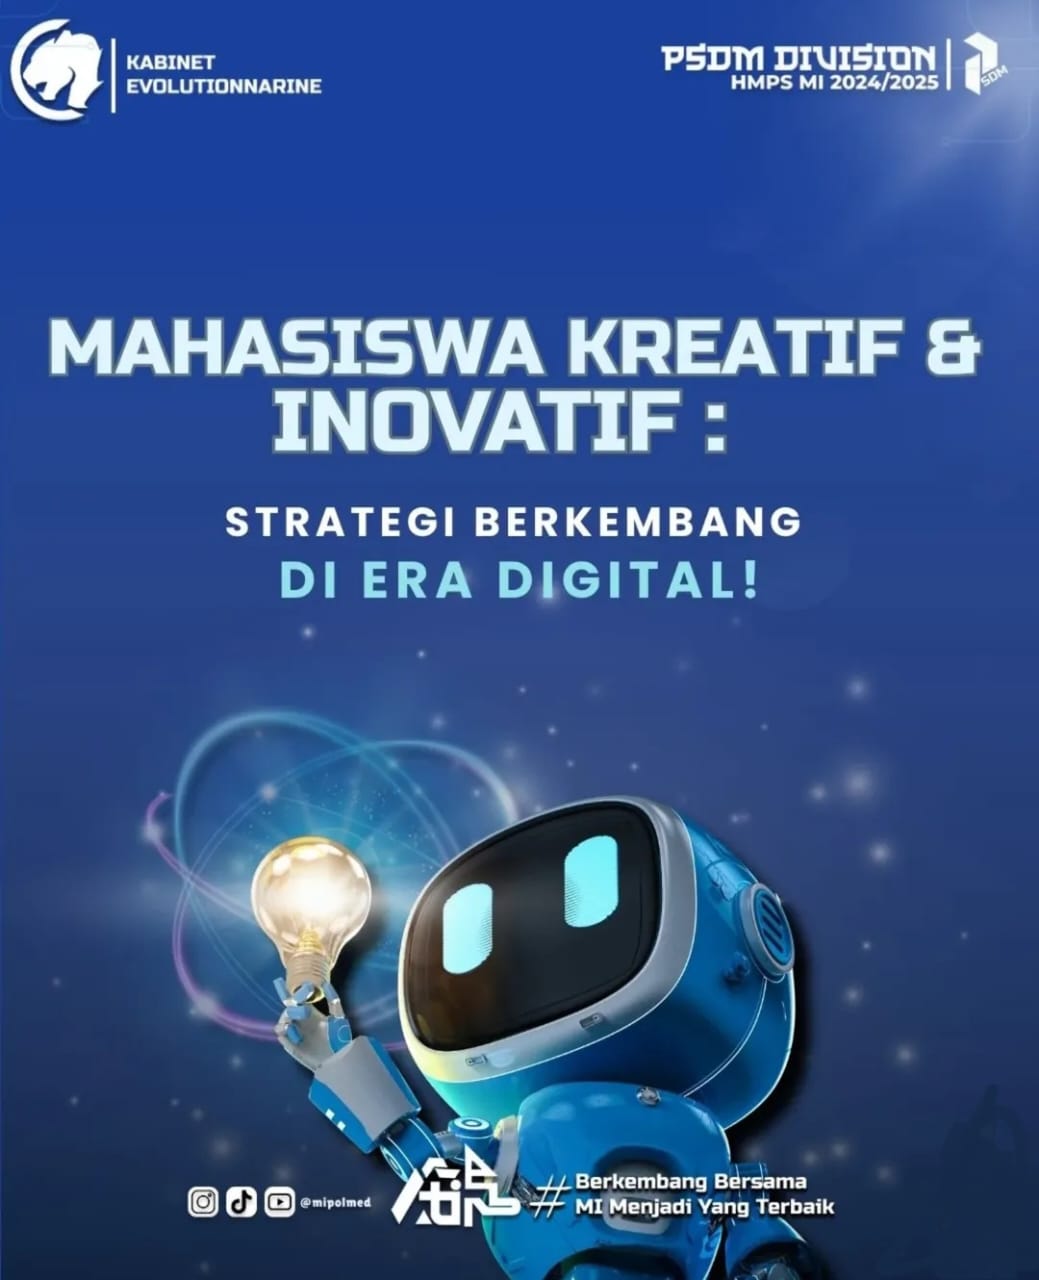 KABINET
EVOLUTIONNARINE
PSDM DIVISION
HMPS MI 2024/2025
SDM
MAHASISWA KREATIF &
INOVATIF :
STRATEGI BERKEMBANG
DI ERA DIGITAL!
@mipolmed
# Berkembang Bersama
MI Menjadi Yang Terbaik